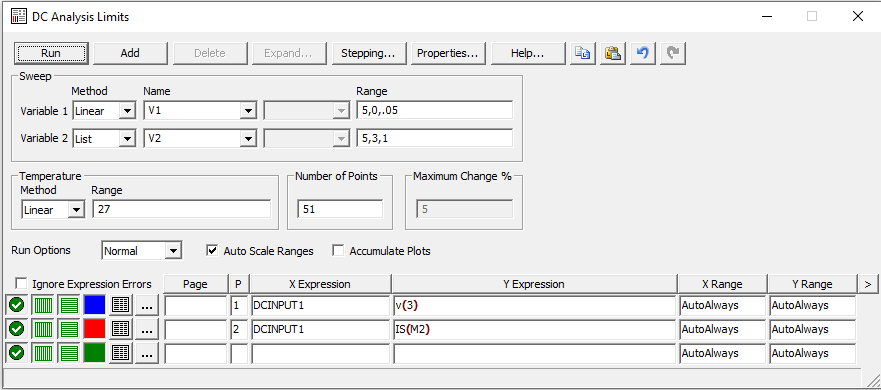 DC Analysis Limits
Run Add Delete Expand... Stepping... Properties... Help...
Sweep
Method Name Range
Variable 1 Linear V1 5,0,.05
Variable 2 List V2 5,3,1
Temperature Number of Points Maximum Change %
Method Range
Linear 27 51 5
Run Options Normal Auto Scale Ranges Accumulate Plots
Ignore Expression Errors Page P X Expression Y Expression X Range Y Range >
... 1 DCINPUT1 v(3) AutoAlways AutoAlways
... 2 DCINPUT1 IS(M2) AutoAlways AutoAlways
... AutoAlways AutoAlways